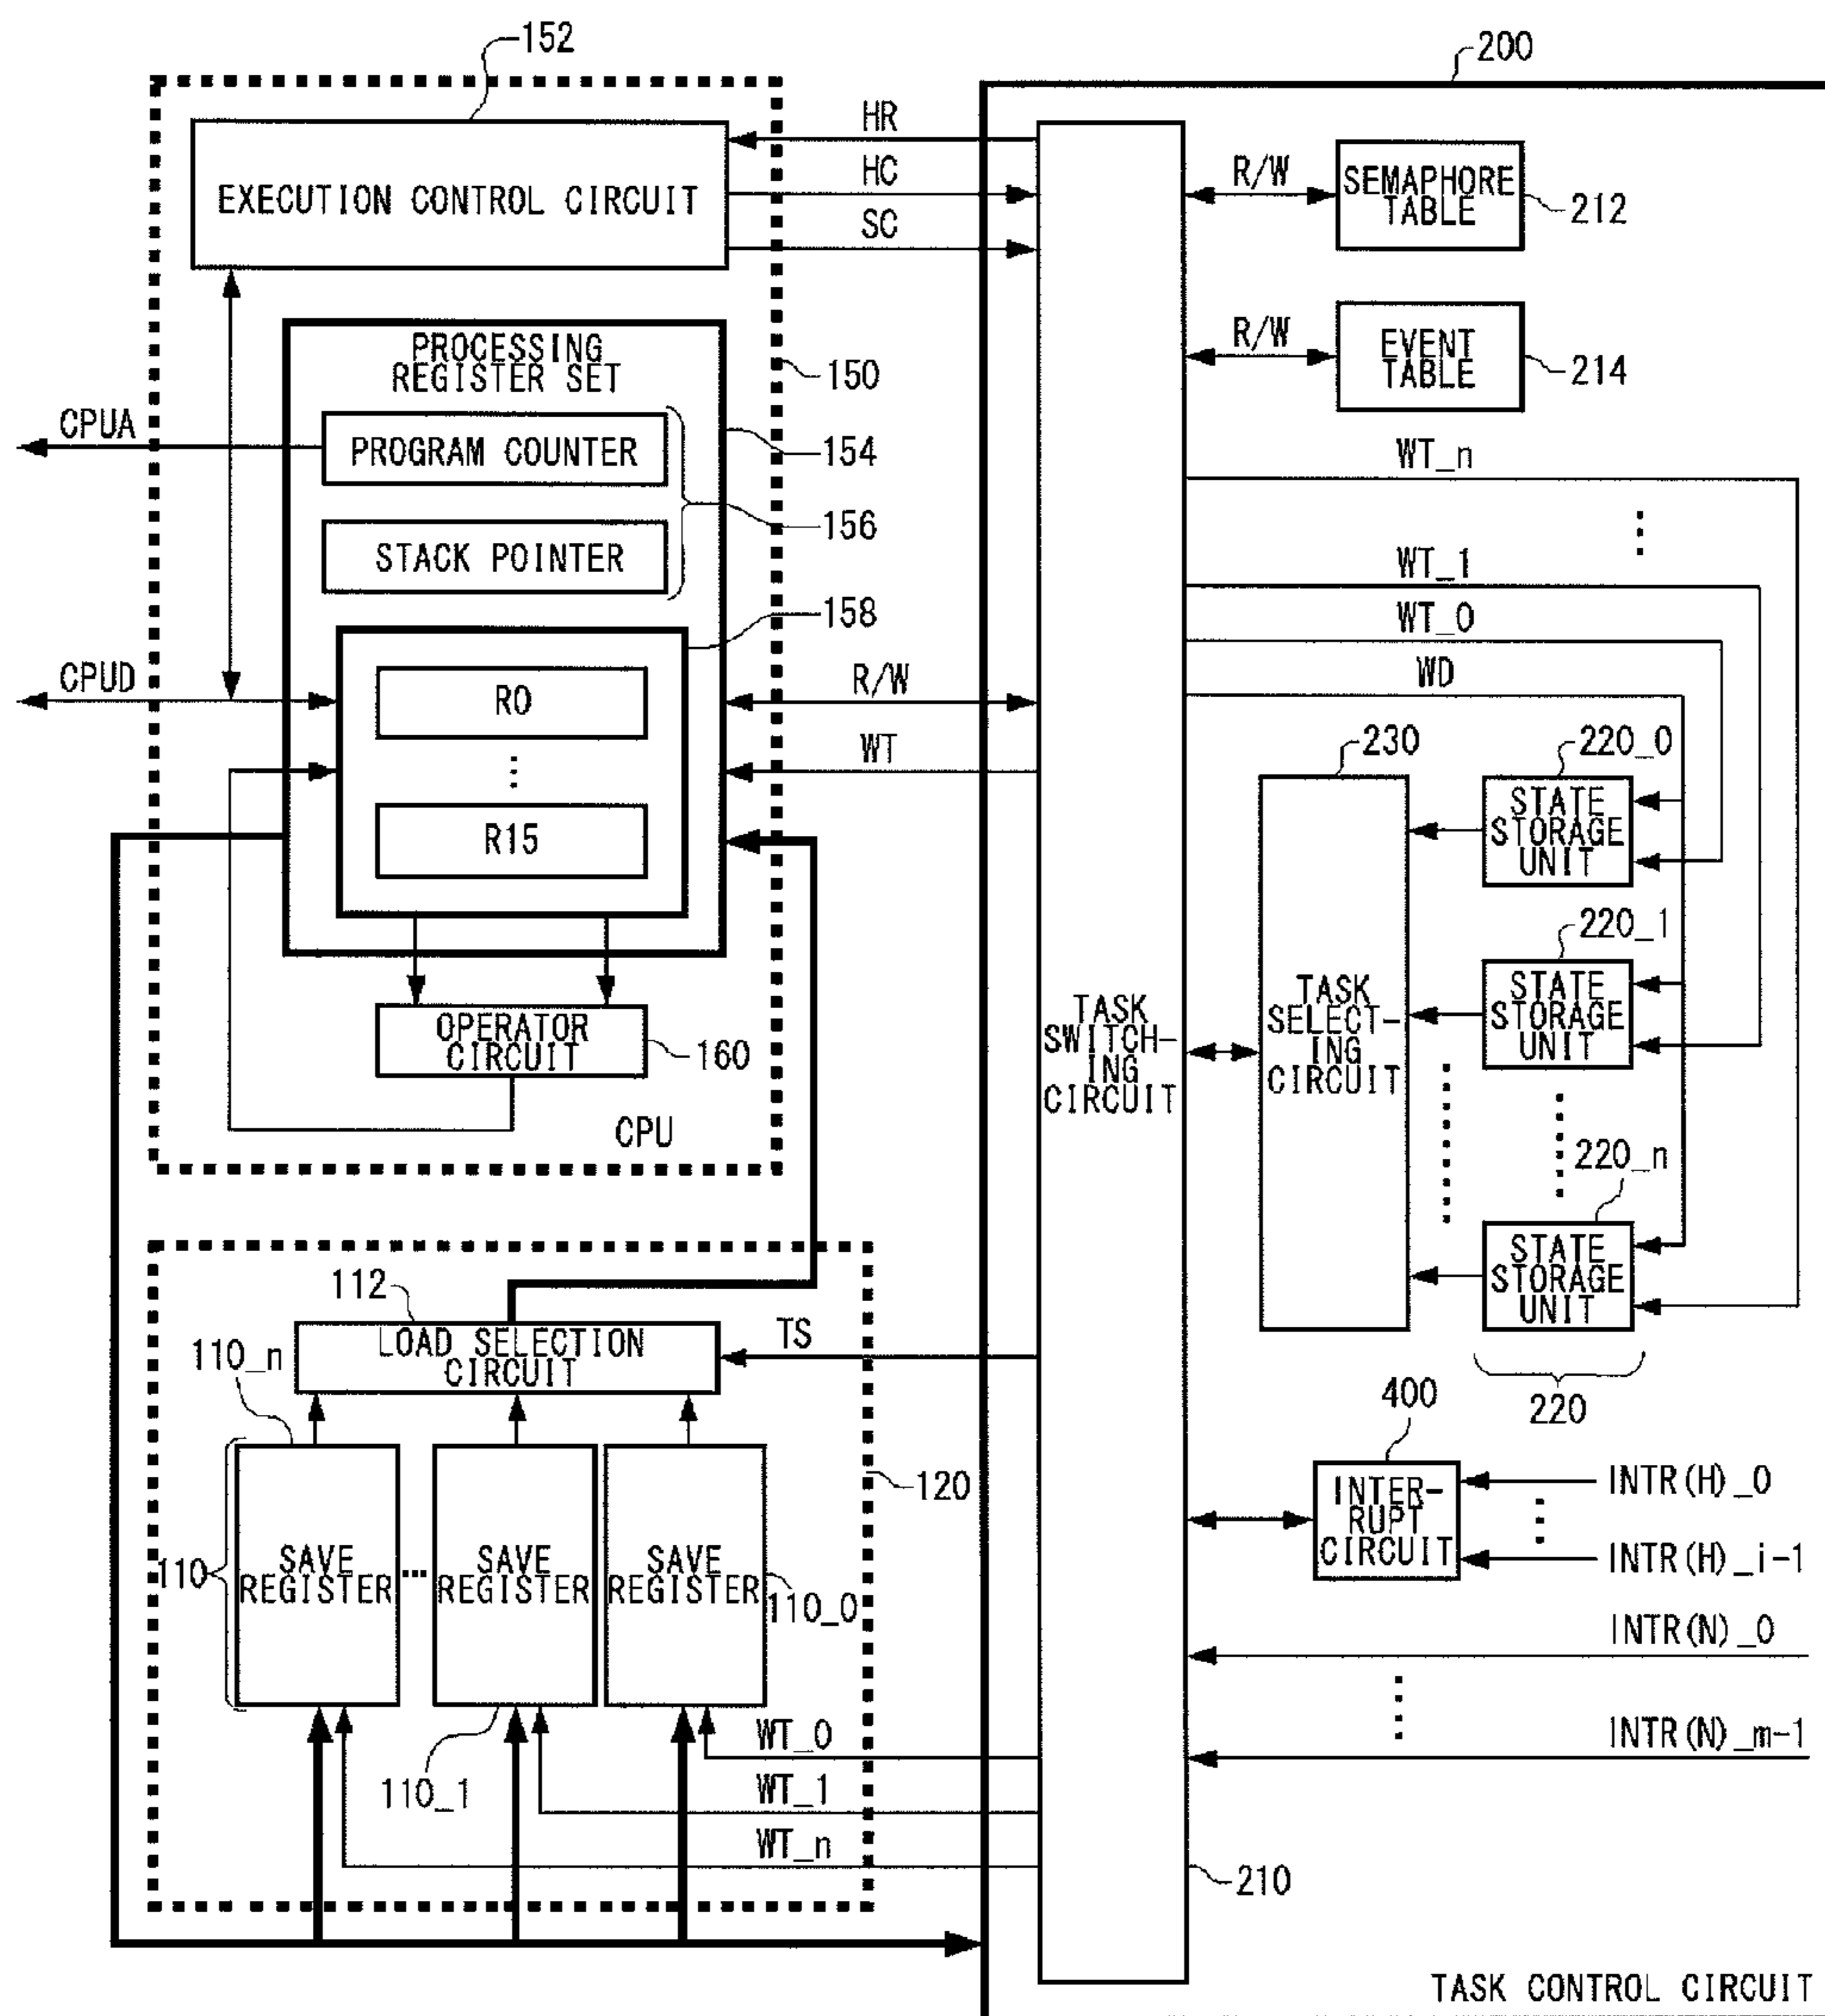 152
200
EXECUTION CONTROL CIRCUIT
HR
HC
SC
R/W
SEMAPHORE
TABLE
212
R/W
EVENT
TABLE
214
PROCESSING
REGISTER SET
150
CPUA
PROGRAM COUNTER
154
156
STACK POINTER
158
CPUD
R0
⋮
R15
R/W
WT
OPERATOR
CIRCUIT
160
CPU
WT_n
WT_1
WT_0
WD
230
220_0
STATE
STORAGE
UNIT
220_1
STATE
STORAGE
UNIT
TASK
SWITCH-
ING
CIRCUIT
TASK
SELECT-
ING
CIRCUIT
220_n
STATE
STORAGE
UNIT
220
112
LOAD SELECTION
CIRCUIT
TS
110_n
110
SAVE
REGISTER
...
SAVE
REGISTER
SAVE
REGISTER
110_0
120
110_1
WT_0
WT_1
WT_n
400
INTER-
RUPT
CIRCUIT
INTR(H)_0
INTR(H)_i-1
INTR(N)_0
INTR(N)_m-1
210
TASK CONTROL CIRCUIT